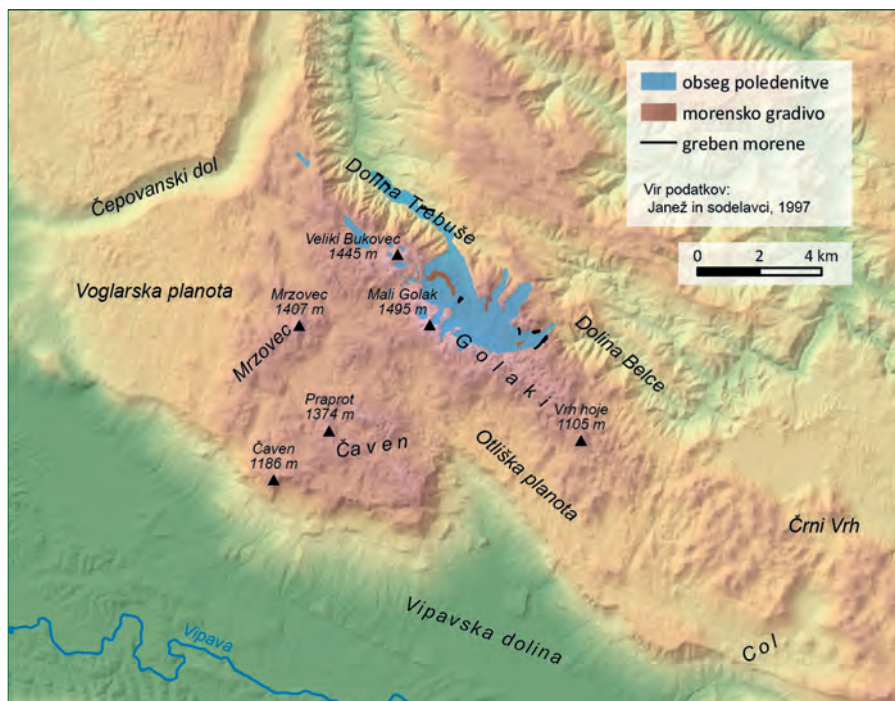 obseg poledenitve
morensko gradivo
greben morene
Vir podatkov:
Janež in sodelavci, 1997
0 2 4 km
Čepovanski dol
Dolina Trebuše
Veliki Bukovec
1445 m
Voglarska planota
Mrzovec
1407 m
Mali Golak
1495 m
Mrzovec
Golaki
Dolina Belce
Praprot
1374 m
Vrh hoje
1105 m
Čaven
1186 m
Čaven
Otliška planota
Črni Vrh
Vipavska dolina
Vipava
Col